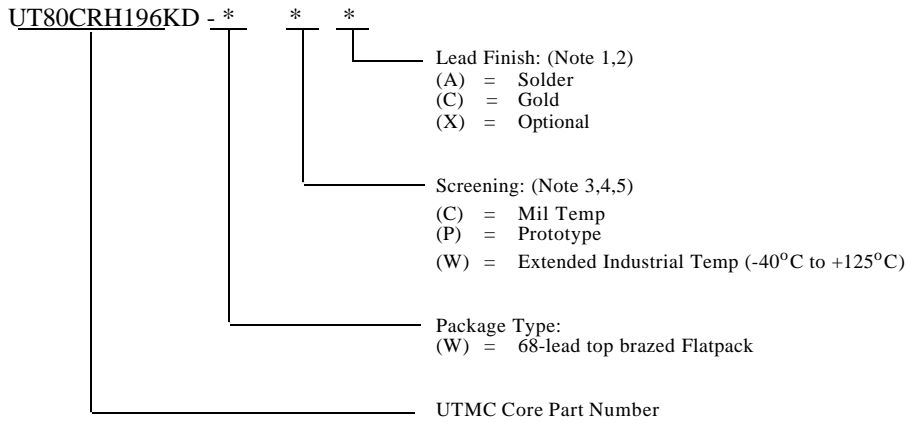 UT80CRH196KD - * * *
Lead Finish: (Note 1,2)
(A) = Solder
(C) = Gold
(X) = Optional
Screening: (Note 3,4,5)
(C) = Mil Temp
(P) = Prototype
(W) = Extended Industrial Temp (-40°C to +125°C)
Package Type:
(W) = 68-lead top brazed Flatpack
UTMC Core Part Number